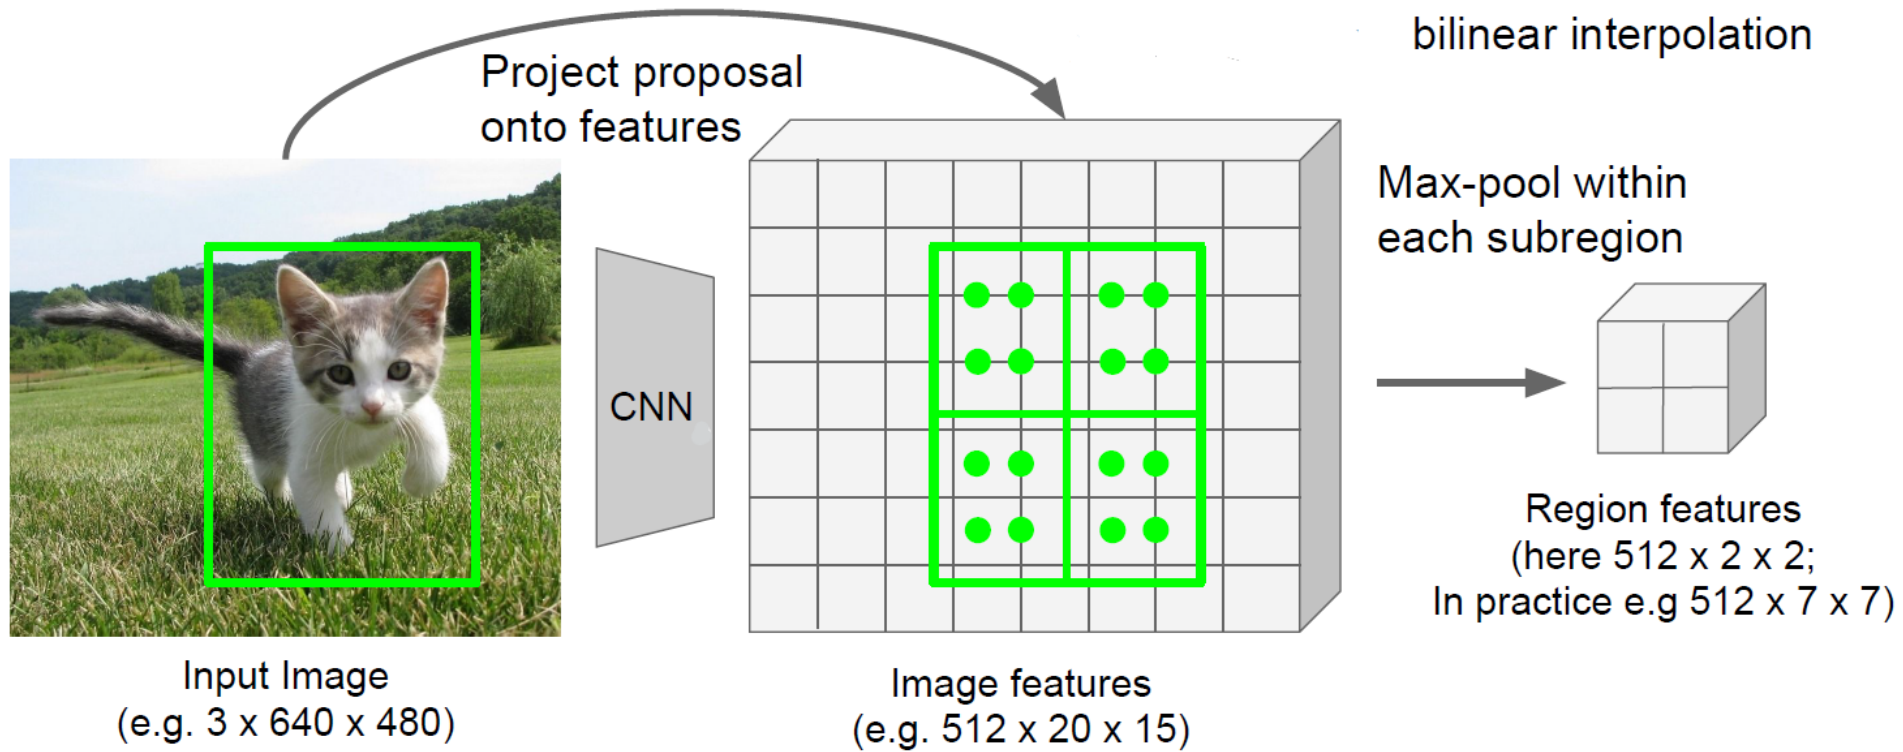 bilinear interpolation
Project proposal
onto features
Max-pool within
each subregion
CNN
Region features
(here 512 x 2 x 2;
In practice e.g 512 x 7 x 7)
Input Image
(e.g. 3 x 640 x 480)
Image features
(e.g. 512 x 20 x 15)